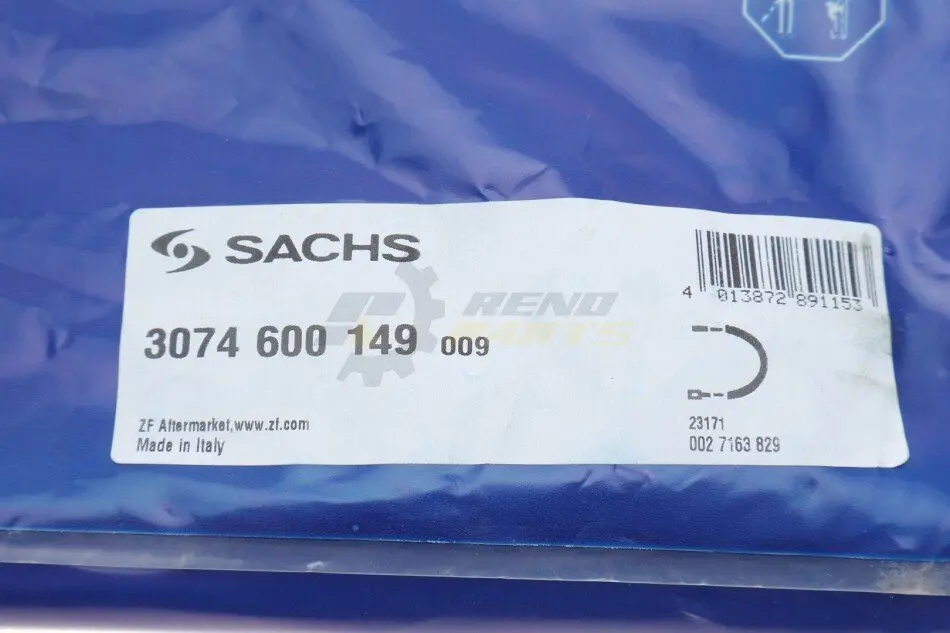 SACHS
4 013872 891153
RENO
PARTS
3074 600 149 009
ZF Aftermarket,www.zf.com
Made in Italy
23171
002 7163 829